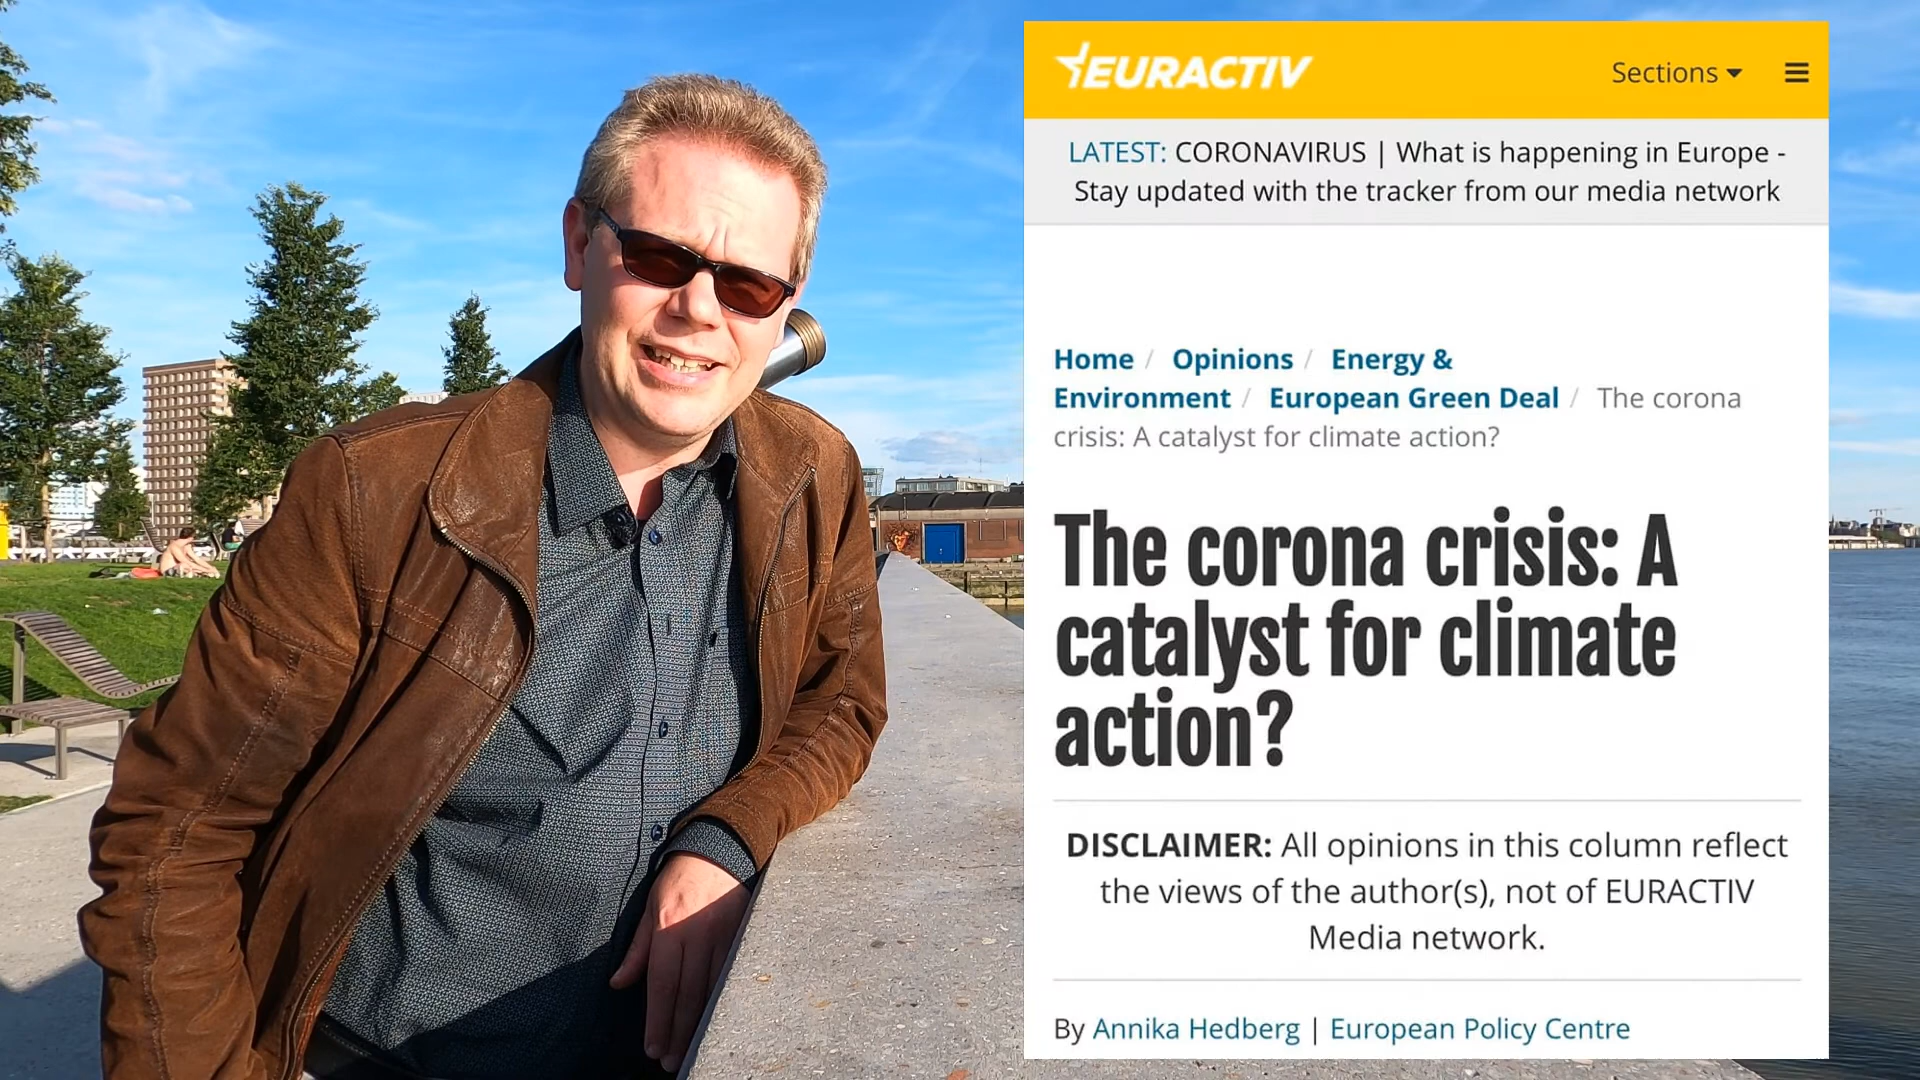 EURACTIV
Sections
LATEST: CORONAVIRUS | What is happening in Europe -
Stay updated with the tracker from our media network
Home / Opinions / Energy &
Environment / European Green Deal / The corona
crisis: A catalyst for climate action?
The corona crisis: A
catalyst for climate
action?
DISCLAIMER: All opinions in this column reflect
the views of the author(s), not of EURACTIV
Media network.
By Annika Hedberg | European Policy Centre